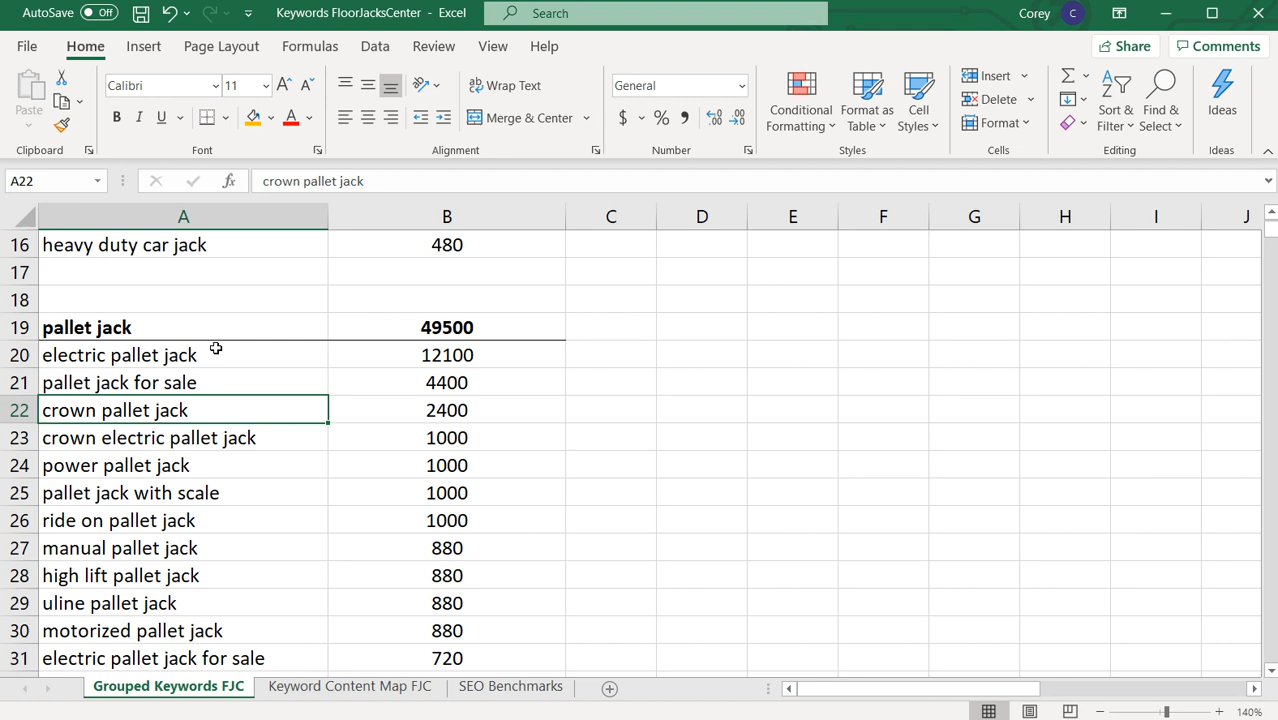 AutoSave Off Keywords FloorJacksCenter - Excel Search Corey C
File Home Insert Page Layout Formulas Data Review View Help Share Comments
Paste Calibri 11 Wrap Text General Conditional Formatting Format as Table Cell Styles Insert Sort & Filter Find & Select Ideas
B I U Merge & Center $ % Delete
Format
Clipboard Font Alignment Number Styles Cells Editing Ideas
A22 fx crown pallet jack
A B C D E F G H I J
16 heavy duty car jack 480
17
18
19 pallet jack 49500
20 electric pallet jack 12100
21 pallet jack for sale 4400
22 crown pallet jack 2400
23 crown electric pallet jack 1000
24 power pallet jack 1000
25 pallet jack with scale 1000
26 ride on pallet jack 1000
27 manual pallet jack 880
28 high lift pallet jack 880
29 uline pallet jack 880
30 motorized pallet jack 880
31 electric pallet jack for sale 720
Grouped Keywords FJC Keyword Content Map FJC SEO Benchmarks
140%